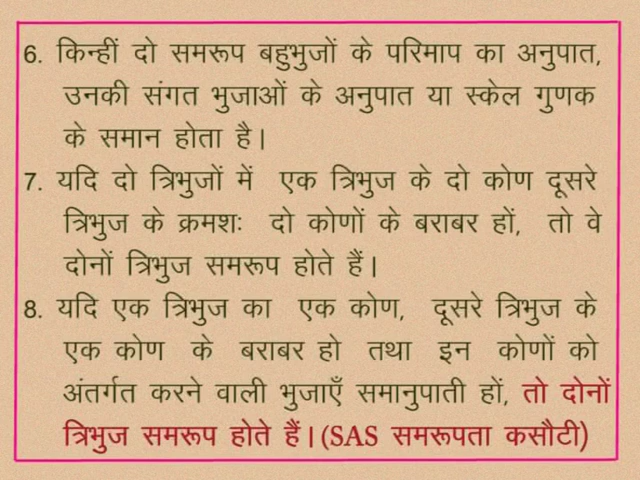 6. किन्हीं दो समरूप बहुभुजों के परिमाप का अनुपात,
उनकी संगत भुजाओं के अनुपात या स्केल गुणक
के समान होता है।
7. यदि दो त्रिभुजों में एक त्रिभुज के दो कोण दूसरे
त्रिभुज के क्रमशः दो कोणों के बराबर हों, तो वे
दोनों त्रिभुज समरूप होते हैं।
8. यदि एक त्रिभुज का एक कोण, दूसरे त्रिभुज के
एक कोण के बराबर हो तथा इन कोणों को
अंतर्गत करने वाली भुजाएँ समानुपाती हों, तो दोनों
त्रिभुज समरूप होते हैं। (SAS समरूपता कसौटी)